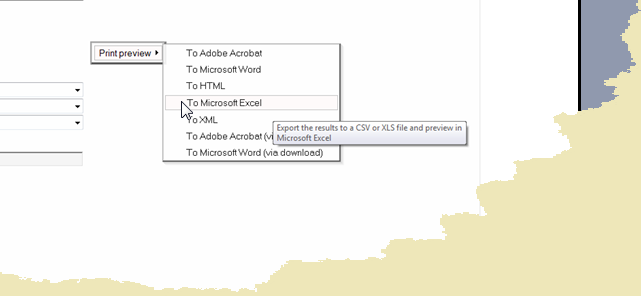 Print preview
To Adobe Acrobat
To Microsoft Word
To HTML
To Microsoft Excel
To XML
Export the results to a CSV or XLS file and preview in
Microsoft Excel
To Adobe Acrobat (vi
To Microsoft Word (via download)